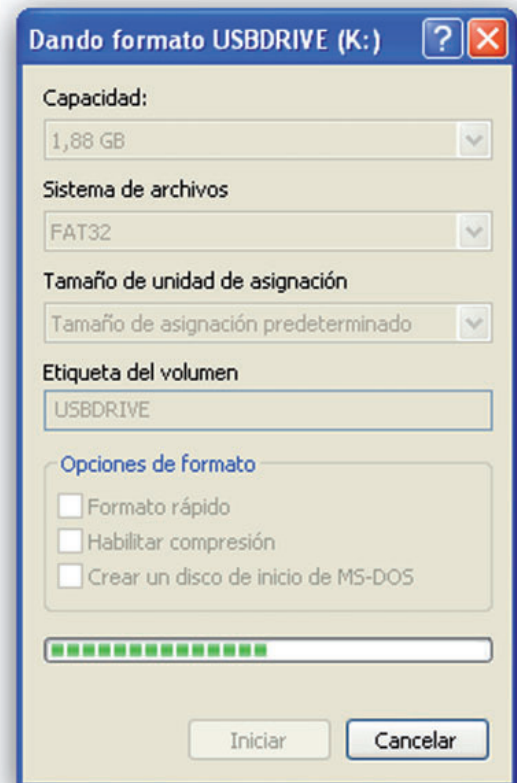 Dando formato USBDRIVE (K:)
Capacidad:
1,88 GB
Sistema de archivos
FAT32
Tamaño de unidad de asignación
Tamaño de asignación predeterminado
Etiqueta del volumen
USBDRIVE
Opciones de formato
Formato rápido
Habilitar compresión
Crear un disco de inicio de MS-DOS
Iniciar Cancelar